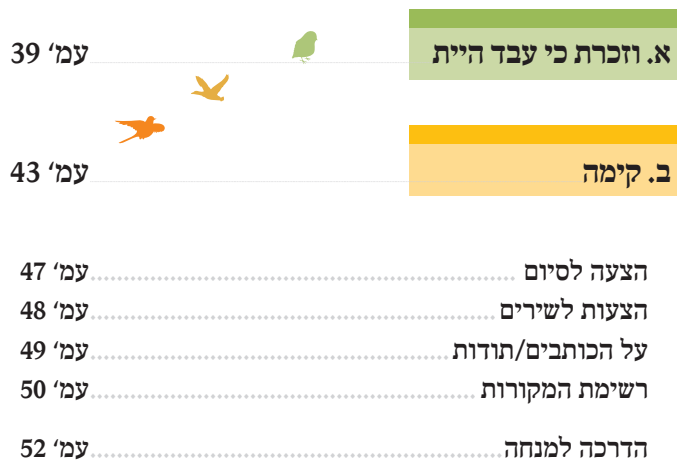 א. וזכרת כי עבד היית עמ' 39
ב. קימה עמ' 43
הצעה לסיום עמ' 47
הצעות לשירים עמ' 48
על הכותבים/תודות עמ' 49
רשימת המקורות עמ' 50
הדרכה למנחה עמ' 52